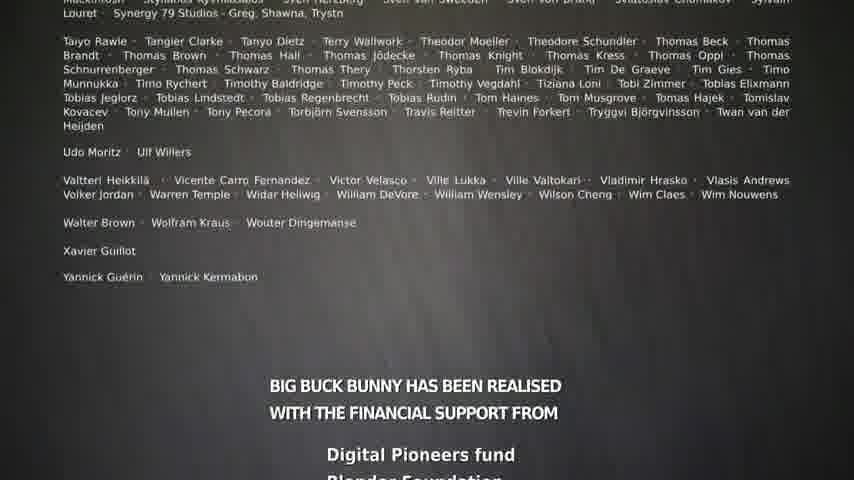 Louret · Synergy 79 Studios - Greg, Shawna, Trystn
Taiyo Rawle · Tangier Clarke · Tanyo Dietz · Terry Wallwork · Theodor Moeller · Theodore Schundler · Thomas Beck · Thomas
Brandt · Thomas Brown · Thomas Hall · Thomas Jödecke · Thomas Knight · Thomas Kress · Thomas Oppl · Thomas
Schnurrenberger · Thomas Schwarz · Thomas Thery · Thorsten Ryba · Tim Blokdijk · Tim De Graeve · Tim Gies · Timo
Munnukka · Timo Rychert · Timothy Baldridge · Timothy Peck · Timothy Vegdahl · Tiziana Loni · Tobi Zimmer · Tobias Elixmann
Tobias Jeglorz · Tobias Lindstedt · Tobias Regenbrecht · Tobias Rudin · Tom Haines · Tom Musgrove · Tomas Hajek · Tomislav
Kovacev · Tony Mullen · Tony Pecora · Torbjörn Svensson · Travis Reitter · Trevin Forkert · Tryggvi Björgvinsson · Twan van der
Heijden
Udo Moritz · Ulf Willers
Valtteri Heikkilä · Vicente Carro Fernandez · Victor Velasco · Ville Lukka · Ville Valtokari · Vladimir Hrasko · Vlasis Andrews
Volker Jordan · Warren Temple · Widar Hellwig · William DeVore · William Wensley · Wilson Cheng · Wim Claes · Wim Nouwens
Walter Brown · Wolfram Kraus · Wouter Dingemanse
Xavier Guillot
Yannick Guérin · Yannick Kermabon
BIG BUCK BUNNY HAS BEEN REALISED
WITH THE FINANCIAL SUPPORT FROM
Digital Pioneers fund
Blender Foundation